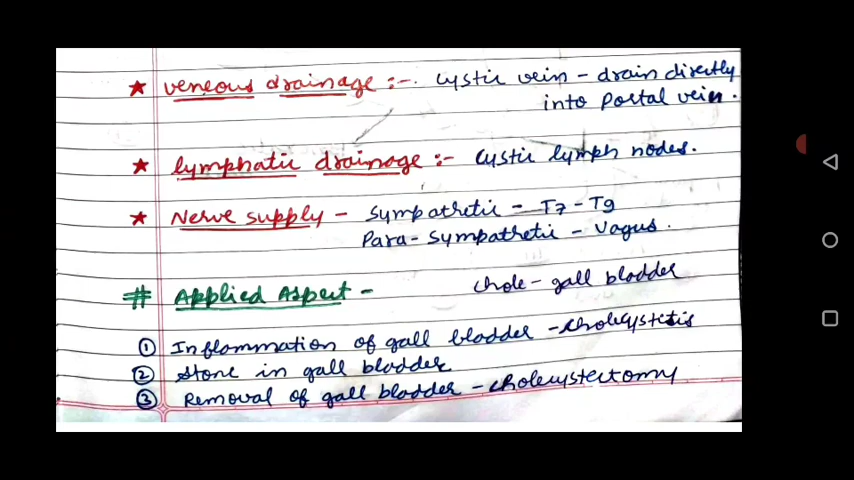 ★ veneous drainage :- cystic vein - drain directly
into portal vein.
★ lymphatic drainage :- cystic lymph nodes.
★ Nerve supply - sympathetic - T7 - T9
Para - sympathetic - vagus.
# Applied Aspect - chole - gall bladder
① Inflammation of gall bladder - cholecystitis
② stone in gall bladder
③ Removal of gall bladder - cholecystectomy